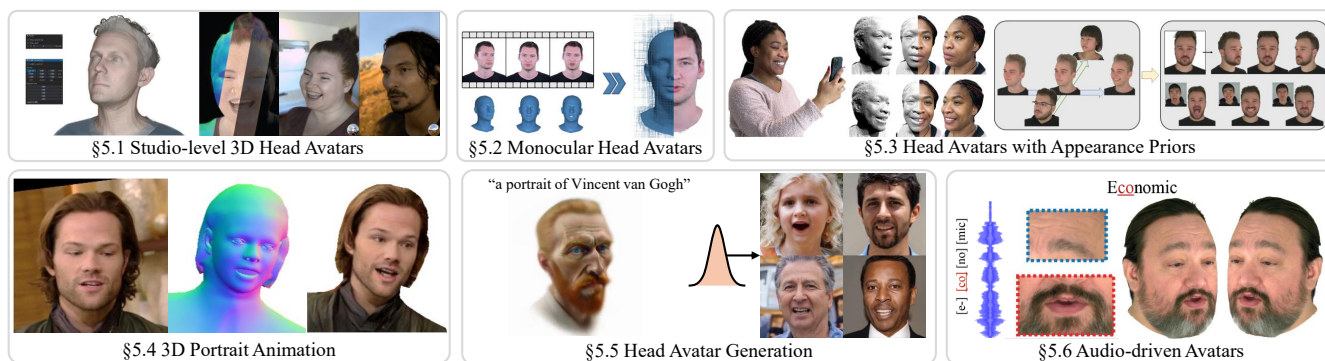 §5.1 Studio-level 3D Head Avatars
§5.2 Monocular Head Avatars
§5.3 Head Avatars with Appearance Priors
§5.4 3D Portrait Animation
“a portrait of Vincent van Gogh”
§5.5 Head Avatar Generation
Economic
[e-] [co] [no] [mic]
§5.6 Audio-driven Avatars